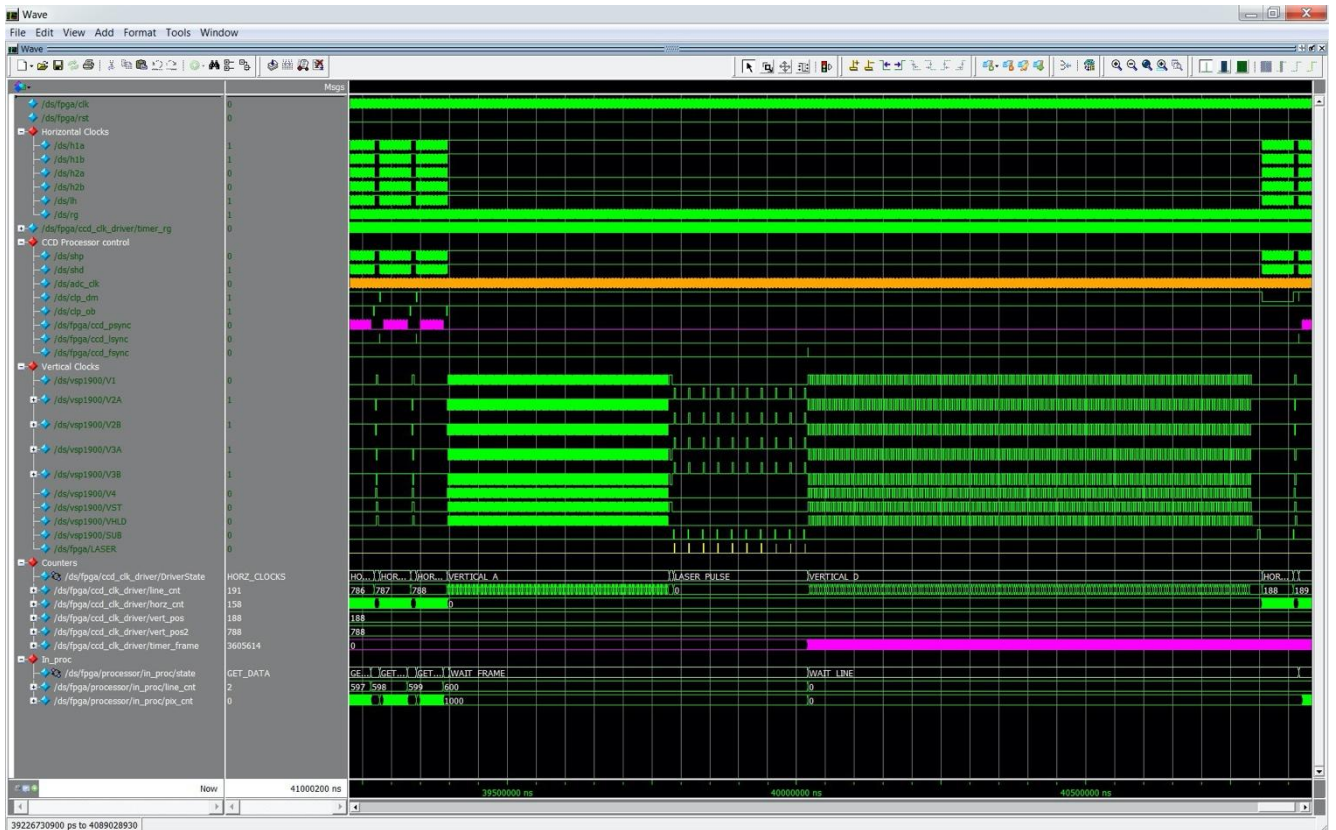 Wave
File Edit View Add Format Tools Window
Wave
Msgs
/ds/fpga/clk 0
/ds/fpga/rst 0
Horizontal Clocks
/ds/h1a 1
/ds/h1b 1
/ds/h2a 0
/ds/h2b 0
/ds/lh 1
/ds/rg 1
/ds/fpga/ccd_clk_driver/timer_rg 0
CCD Processor control
/ds/shp 0
/ds/shd 1
/ds/adc_clk 0
/ds/clp_dm 1
/ds/clp_ob 1
/ds/fpga/ccd_psync 0
/ds/fpga/ccd_lsync 0
/ds/fpga/ccd_fsync 0
Vertical Clocks
/ds/vsp1900/V1 0
/ds/vsp1900/V2A 1
/ds/vsp1900/V2B 1
/ds/vsp1900/V3A 1
/ds/vsp1900/V3B 1
/ds/vsp1900/V4 0
/ds/vsp1900/VST 0
/ds/vsp1900/VHLD 0
/ds/vsp1900/SUB 0
/ds/fpga/LASER 0
Counters
/ds/fpga/ccd_clk_driver/DriverState HORZ_CLOCKS HO... HOR... HOR... VERTICAL_A LASER_PULSE VERTICAL_D HOR...
/ds/fpga/ccd_clk_driver/line_cnt 191 786 787 788 0 188 189
/ds/fpga/ccd_clk_driver/horz_cnt 158 0
/ds/fpga/ccd_clk_driver/vert_pos 188 188
/ds/fpga/ccd_clk_driver/vert_pos2 788 788
/ds/fpga/ccd_clk_driver/timer_frame 3605614 0
In_proc
/ds/fpga/processor/in_proc/state GET_DATA GE... GET... GET... WAIT_FRAME WAIT_LINE
/ds/fpga/processor/in_proc/line_cnt 2 597 598 599 600 0
/ds/fpga/processor/in_proc/pix_cnt 0 1000 0
Now 41000200 ns 39500000 ns 40000000 ns 40500000 ns
39226730900 ps to 4089028930